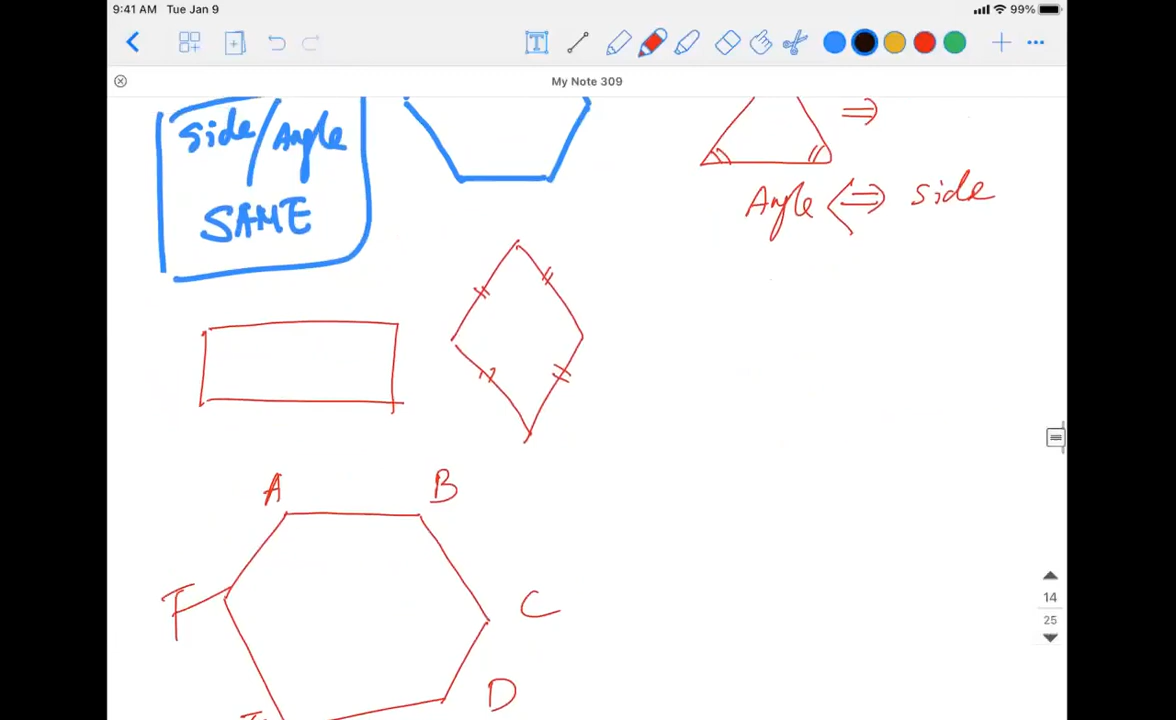 9:41 AM Tue Jan 9
99%
T
My Note 309
Side/Angle
SAME
⇒
Angle ⇔ side
A
B
F
C
D
14
25